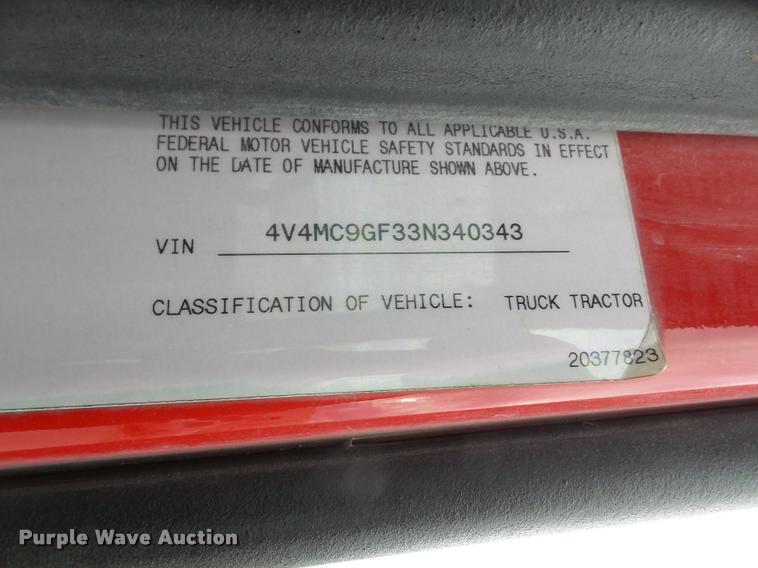 THIS VEHICLE CONFORMS TO ALL APPLICABLE U.S.A.
FEDERAL MOTOR VEHICLE SAFETY STANDARDS IN EFFECT
ON THE DATE OF MANUFACTURE SHOWN ABOVE.
VIN 4V4MC9GF33N340343
CLASSIFICATION OF VEHICLE: TRUCK TRACTOR
20377823
Purple Wave Auction®